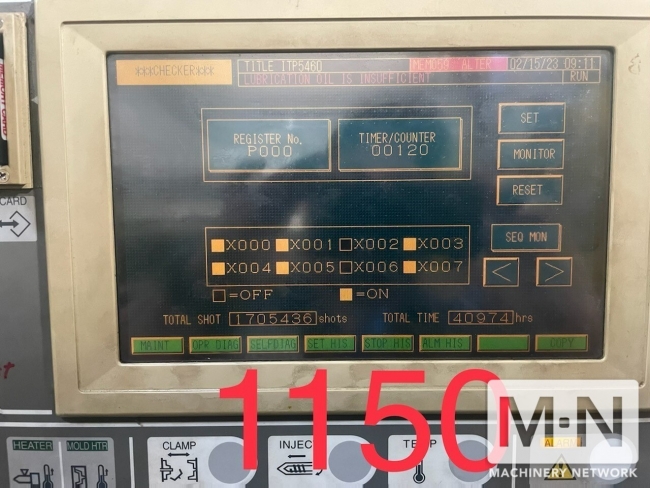 ***CHECKER***
TITLE ITP5460
MEMO59 ALTER
02/15/23 09:11
LUBRICATION OIL IS INSUFFICIENT
RUN
REGISTER No.
P000
TIMER/COUNTER
00120
SET
MONITOR
RESET
SEQ MON
X000 X001 X002 X003
X004 X005 X006 X007
=OFF =ON
< >
TOTAL SHOT 1705436 shots TOTAL TIME 40974 hrs
MAINT OPR DIAG SELFDIAG SET HIS STOP HIS ALM HIS COPY
CARD
1150
HEATER
MOLD HTR
CLAMP
INJEC
TEMP
M·N
MACHINERY NETWORK